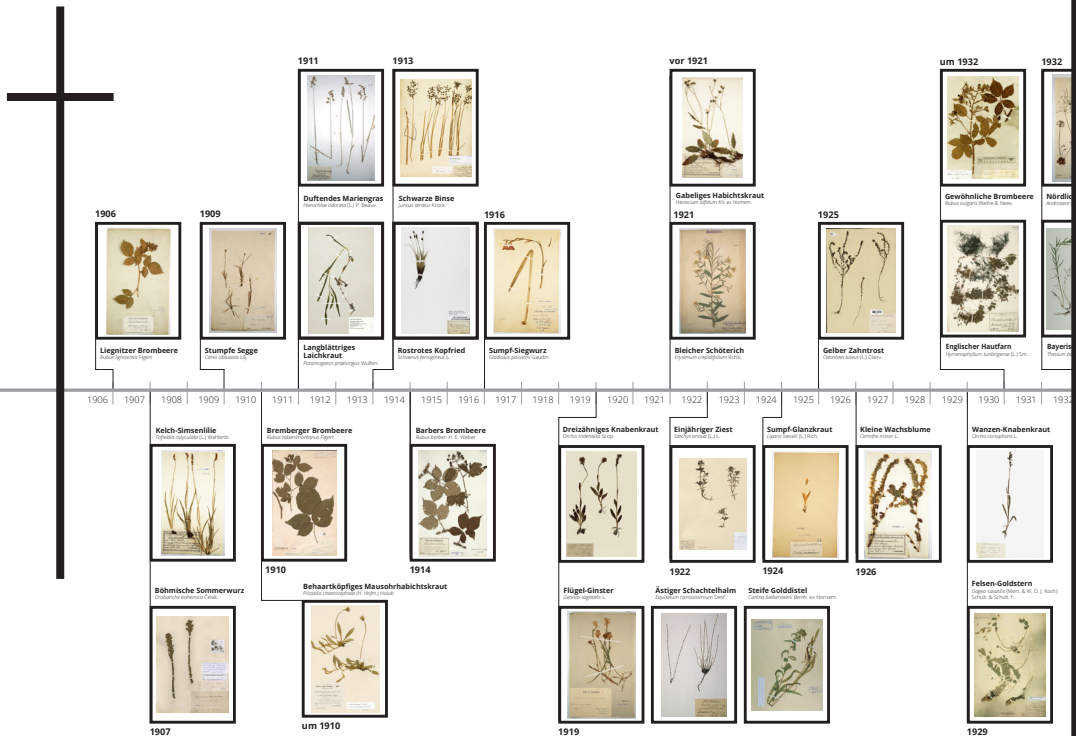 1911
1913
vor 1921
um 1932
1932
Duftendes Mariengras
Hierochloe odorata (L.) P. Beauv.
Schwarze Binse
Juncus atratus Krock.
Gabeliges Habichtskraut
Hieracium bifidum Kit. ex Hornem.
Gewöhnliche Brombeere
Rubus vulgaris Weihe & Nees
1906
1909
1916
1921
1925
Liegnitzer Brombeere
Rubus lignicensis Figert
Stumpfe Segge
Carex obtusata Lilj.
Langblättriges
Laichkraut
Potamogeton praelongus Wulfen.
Rostrotes Kopfried
Schoenus ferrugineus L.
Sumpf-Siegwurz
Gladiolus palustris Gaudin
Bleicher Schöterich
Erysimum crepidifolium Rchb.
Gelber Zahntrost
Odontites luteus (L.) Clairv.
Englischer Hautfarn
Hymenophyllum tunbrigense (L.) Sm.
1906 1907 1908 1909 1910 1911 1912 1913 1914 1915 1916 1917 1918 1919 1920 1921 1922 1923 1924 1925 1926 1927 1928 1929 1930 1931 1932
Kelch-Simsenlilie
Tofieldia calyculata (L.) Wahlenb.
Bremberger Brombeere
Rubus tabanimontanus Figert
Barbers Brombeere
Rubus barberi H. E. Weber
Dreizähniges Knabenkraut
Orchis tridentata Scop.
Einjähriger Ziest
Stachys annua (L.) L.
Sumpf-Glanzkraut
Liparis loeselii (L.) Rich.
Kleine Wachsblume
Cerinthe minor L.
Wanzen-Knabenkraut
Orchis coriophora L.
1910
1914
1922
1924
1926
Böhmische Sommerwurz
Orobanche bohemica Čelak.
Behaartköpfiges Mausohrhabichtskraut
Flügel-Ginster
Genista sagittalis L.
Ästiger Schachtelhalm
Equisetum ramosissimum Desf.
Steife Golddistel
Carlina biebersteinii Bernh. ex Hornem.
Felsen-Goldstern
Gagea saxatilis (Mert. & W. D. J. Koch)
Schult. & Schult. f.
1907
um 1910
1919
1929